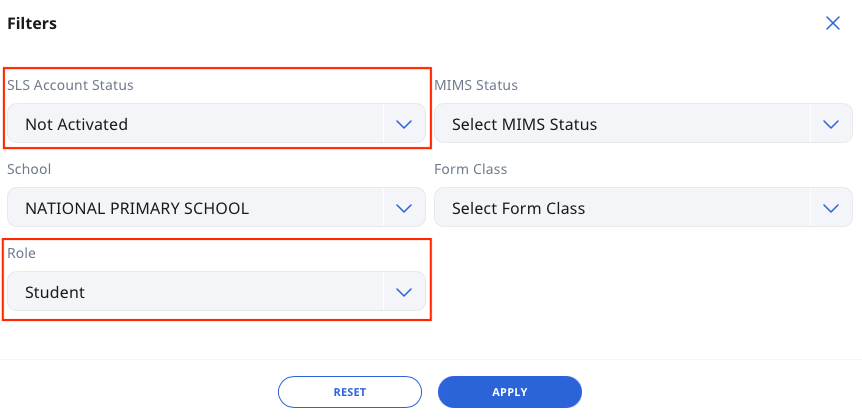 Filters
SLS Account Status
MIMS Status
Not Activated
Select MIMS Status
School
Form Class
NATIONAL PRIMARY SCHOOL
Select Form Class
Role
Student
RESET
APPLY